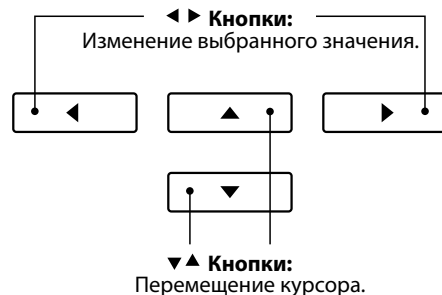 ◀ ▶ Кнопки:
Изменение выбранного значения.
▼▲ Кнопки:
Перемещение курсора.